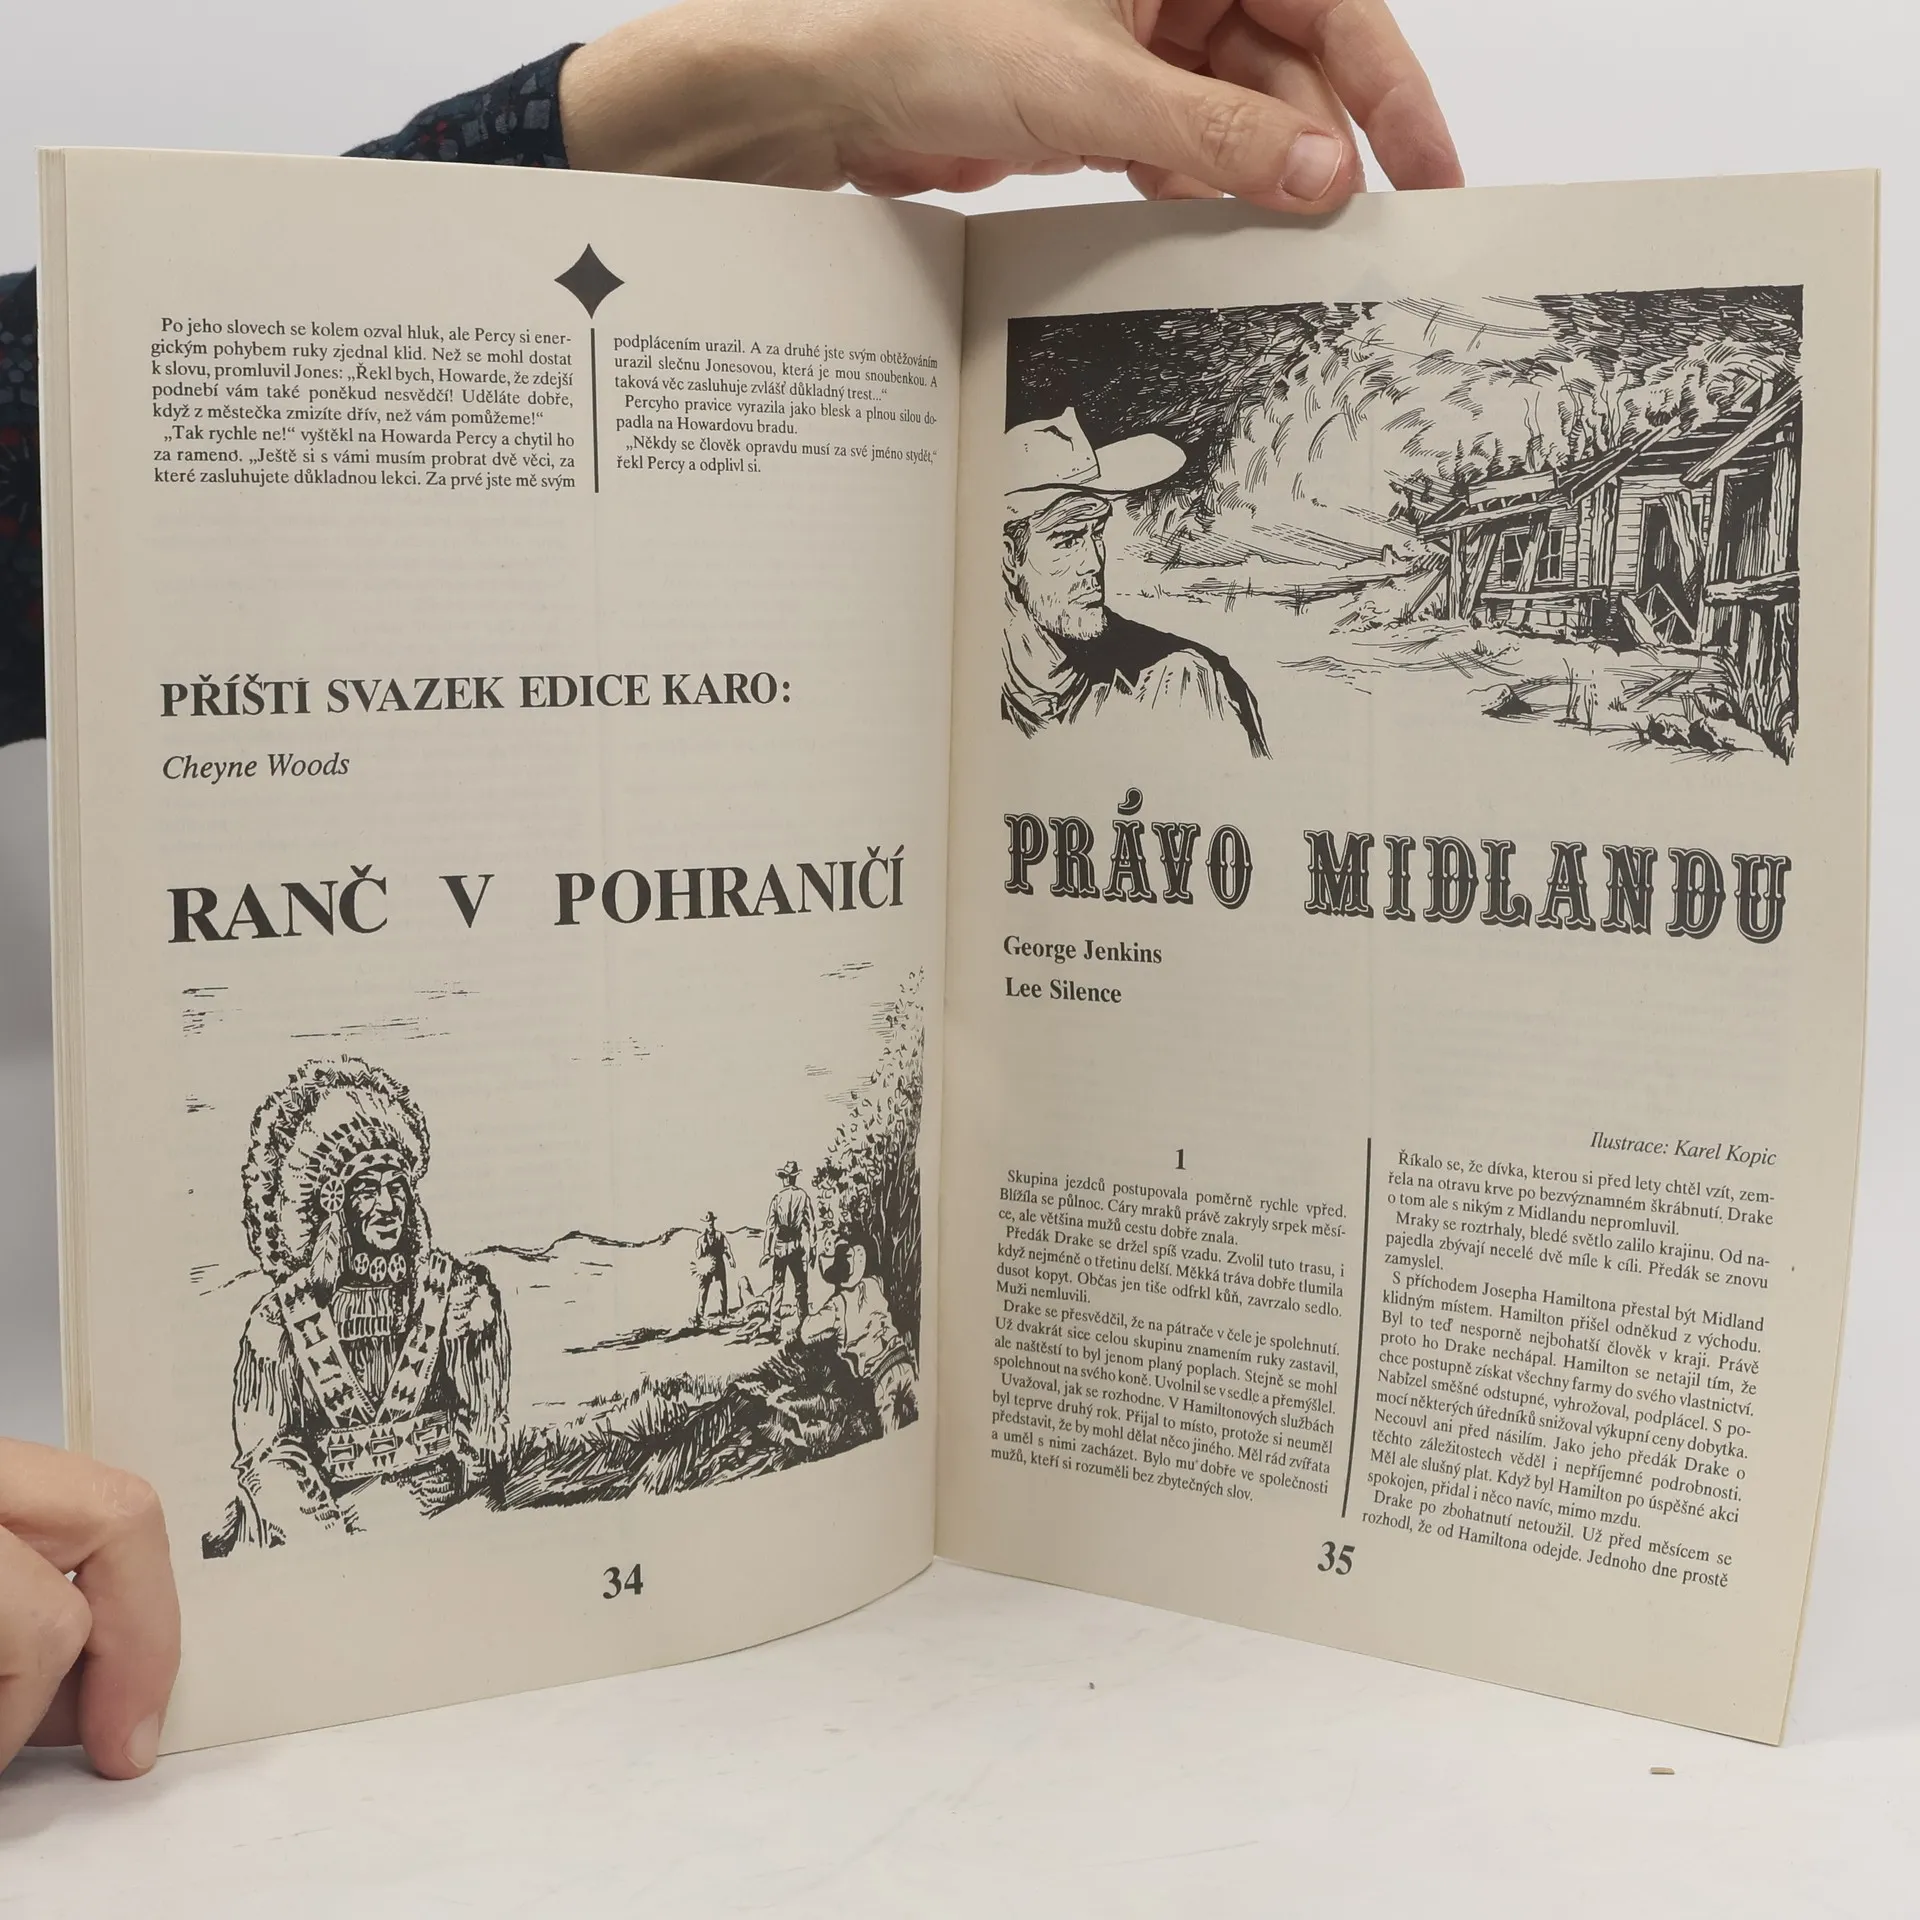 Po jeho slovech se kolem ozval hluk, ale Percy si ener-
gickým pohybem ruky zjednal klid. Než se mohl dostat
k slovu, promluvil Jones: „Řekl bych, Howarde, že zdejší
podnebí vám také poněkud nesvědčí! Uděláte dobře,
když z městečka zmizíte dřív, než vám pomůžeme!“
„Tak rychle ne!“ vyštěkl na Howarda Percy a chytil ho
za rameno. „Ještě si s vámi musím probrat dvě věci, za
které zasluhujete důkladnou lekci. Za prvé jste mě svým
podplácením urazil. A za druhé jste svým obtěžováním
urazil slečnu Jonesovou, která je mou snoubenkou. A
taková věc zasluhuje zvlášť důkladný trest...“
Percyho pravice vyrazila jako blesk a plnou silou do-
padla na Howardovu bradu.
„Někdy se člověk opravdu musí za své jméno stydět,“
řekl Percy a odplivl si.
PŘÍŠTÍ SVAZEK EDICE KARO:
Cheyne Woods
RANČ V POHRANIČÍ
34
PRÁVO MIDLANDU
George Jenkins
Lee Silence
Ilustrace: Karel Kopic
1
Skupina jezdců postupovala poměrně rychle vpřed.
Blížila se půlnoc. Cáry mraků právě zakryly srpek měsí-
ce, ale většina mužů cestu dobře znala.
Předák Drake se držel spíš vzadu. Zvolil tuto trasu, i
když nejméně o třetinu delší. Měkká tráva dobře tlumila
dusot kopyt. Občas jen tiše odfrkl kůň, zavrzalo sedlo.
Muži nemluvili.
Drake se přesvědčil, že na pátrače v čele je spolehnutí.
Už dvakrát sice celou skupinu znamením ruky zastavil,
ale naštěstí to byl jenom planý poplach. Stejně se mohl
spolehnout na svého koně. Uvolnil se v sedle a přemýšlel.
Uvažoval, jak se rozhodne. V Hamiltonových službách
byl teprve druhý rok. Přijal to místo, protože si neuměl
představit, že by mohl dělat něco jiného. Měl rád zvířata
a uměl s nimi zacházet. Bylo mu dobře ve společnosti
mužů, kteří si rozuměli bez zbytečných slov.
Říkalo se, že dívka, kterou si před lety chtěl vzít, zem-
řela na otravu krve po bezvýznamném škrábnutí. Drake
o tom ale s nikým z Midlandu nepromluvil.
Mraky se roztrhaly, bledé světlo zalilo krajinu. Od na-
pajedla zbývají necelé dvě míle k cíli. Předák se znovu
zamyslel.
S příchodem Josepha Hamiltona přestal být Midland
klidným místem. Hamilton přišel odněkud z východu.
Byl to teď nesporně nejbohatší člověk v kraji. Právě
proto ho Drake nechápal. Hamilton se netajil tím, že
chce postupně získat všechny farmy do svého vlastnictví.
Nabízel směšné odstupné, vyhrožoval, podplácel. S po-
mocí některých úředníků snižoval výkupní ceny dobytka.
Necouvl ani před násilím. Jako jeho předák Drake o
těchto záležitostech věděl i nepříjemné podrobnosti.
Měl ale slušný plat. Když byl Hamilton po úspěšné akci
spokojen, přidal i něco navíc, mimo mzdu.
Drake po zbohatnutí netoužil. Už před měsícem se
rozhodl, že od Hamiltona odejde. Jednoho dne prostě
35